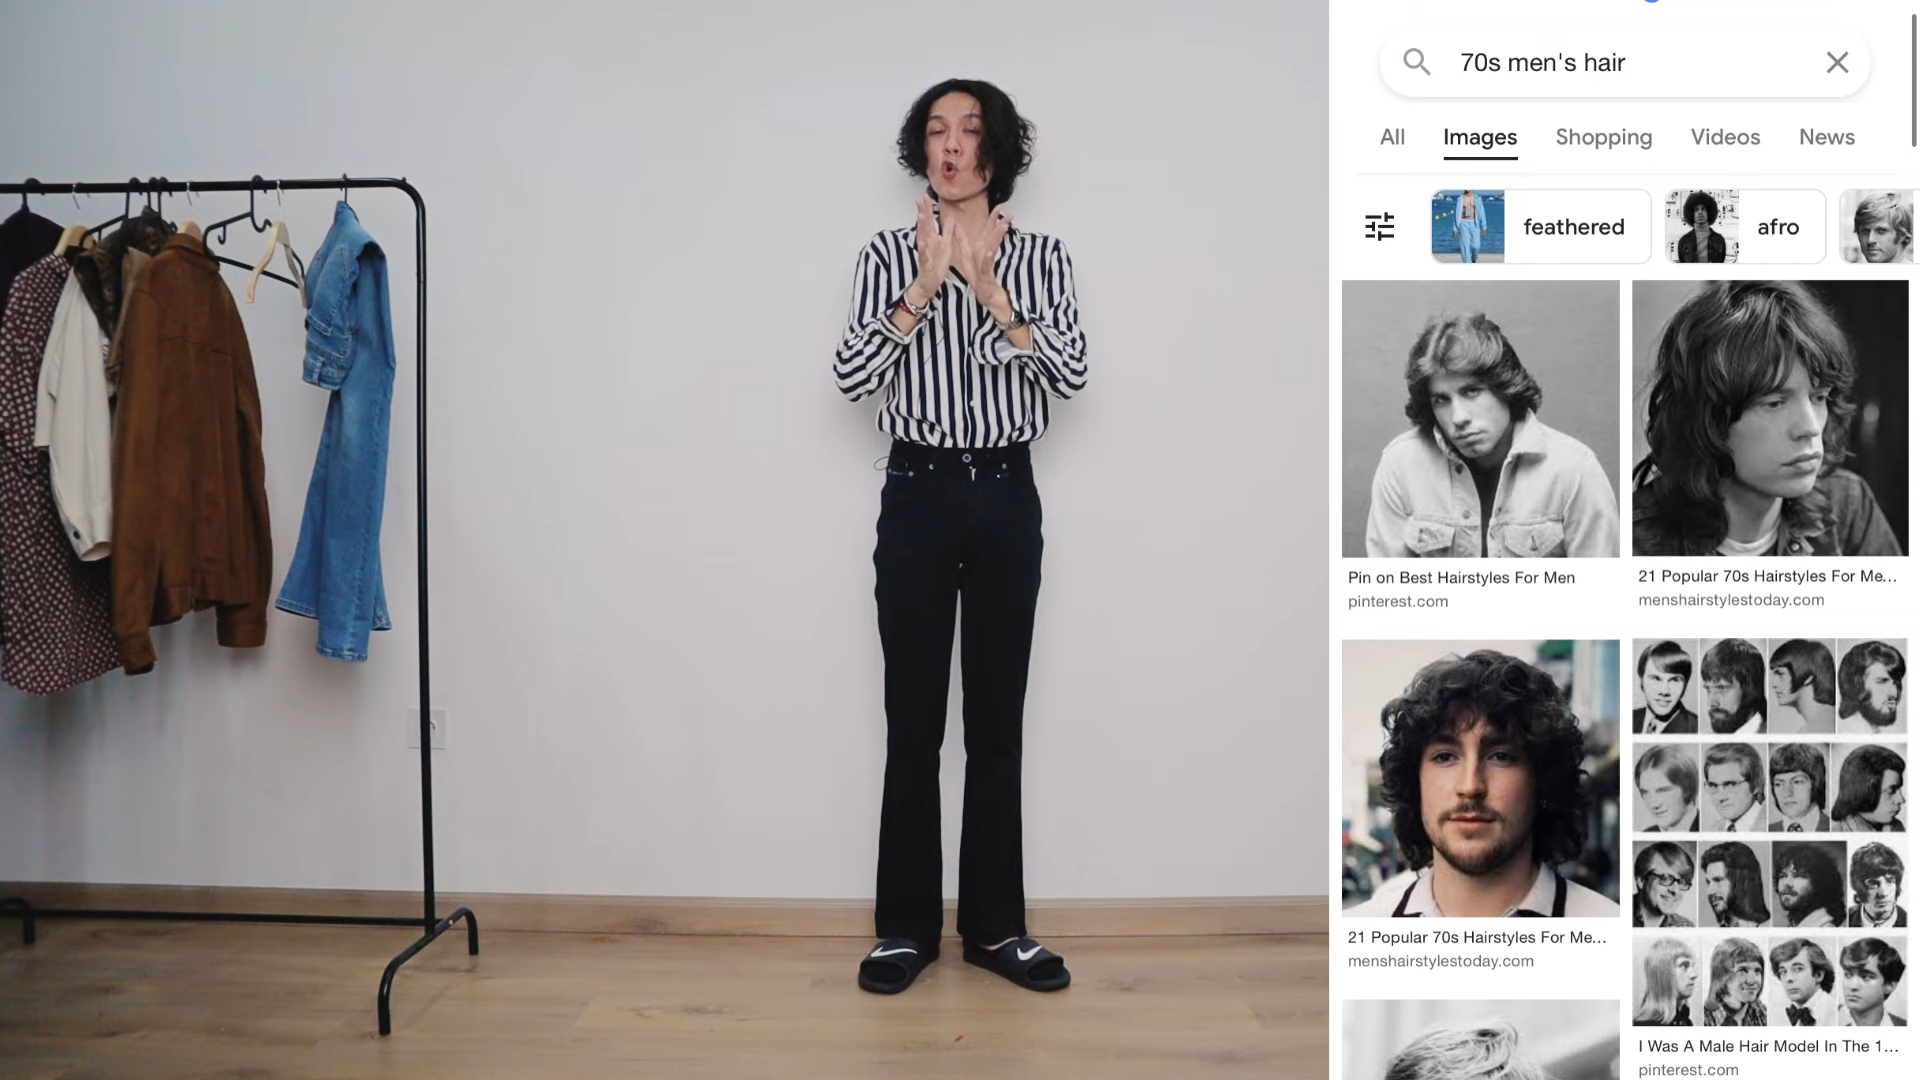 70s men's hair
All Images Shopping Videos News
feathered afro
Pin on Best Hairstyles For Men
pinterest.com
21 Popular 70s Hairstyles For Me...
menshairstylestoday.com
21 Popular 70s Hairstyles For Me...
menshairstylestoday.com
I Was A Male Hair Model In The 1...
pinterest.com